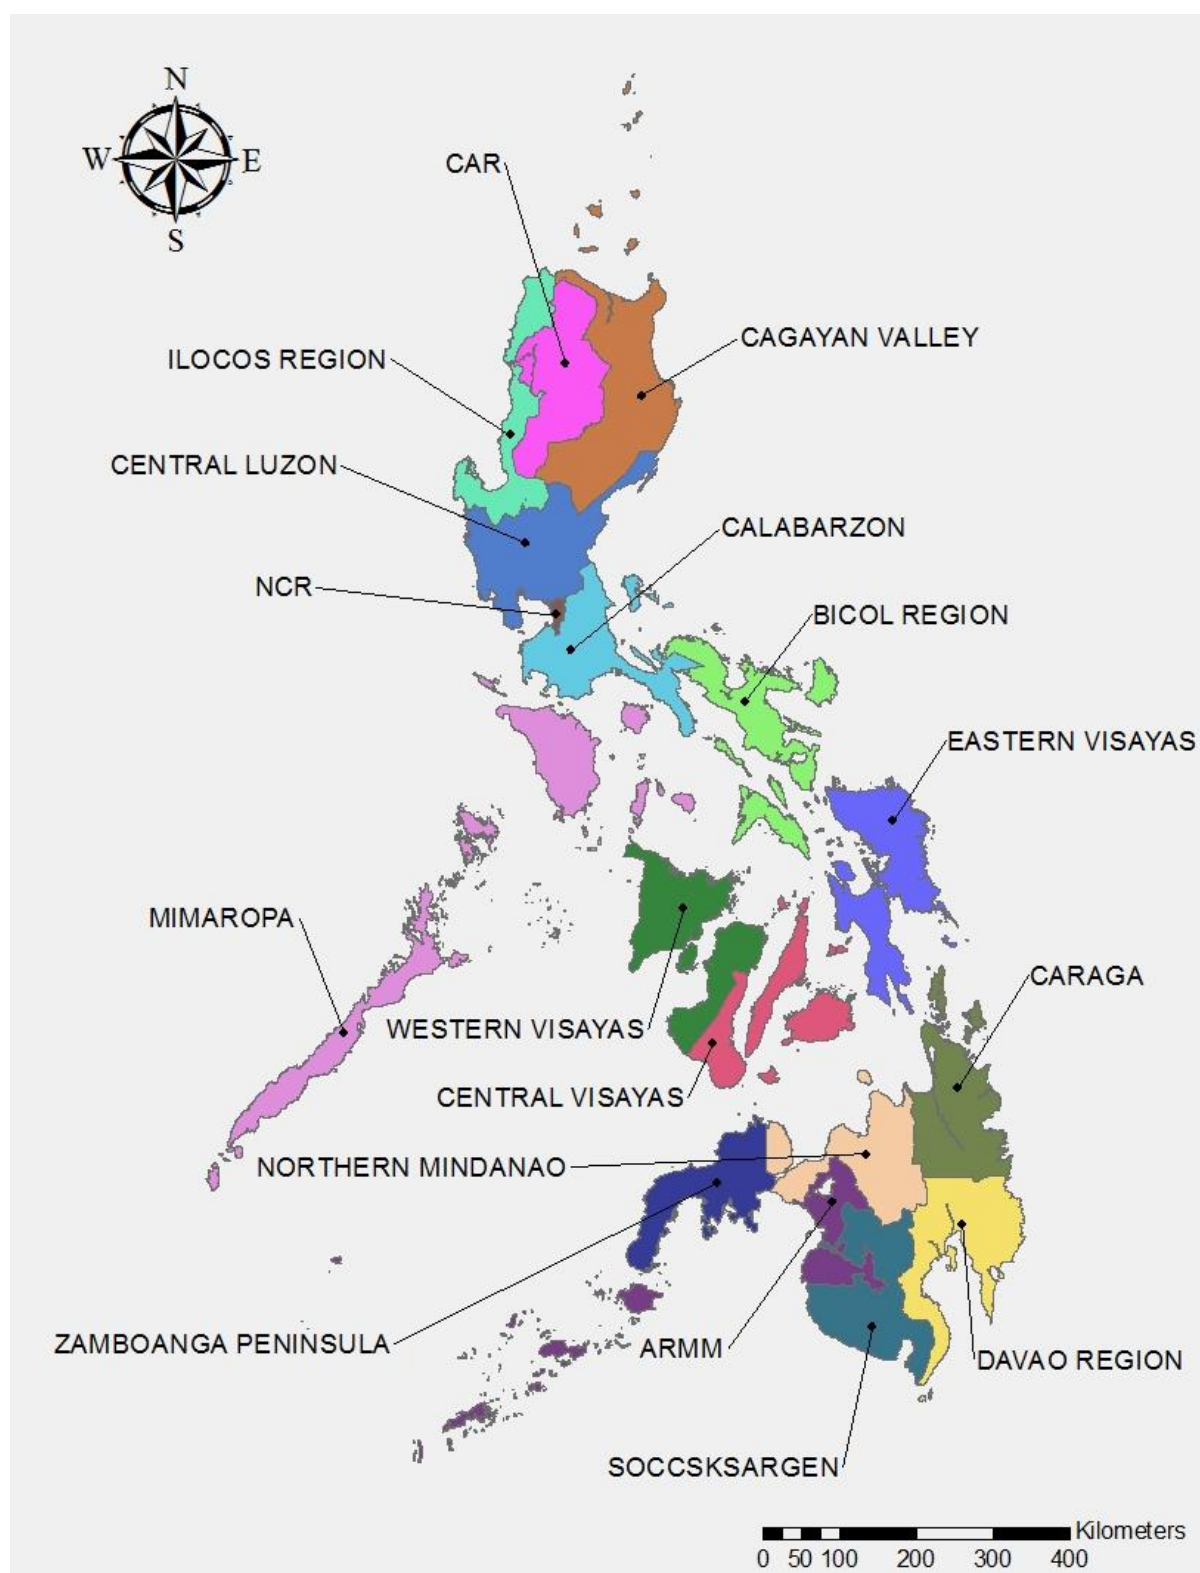 N
CAR
W
E
S
CAGAYAN VALLEY
ILOCOS REGION
CENTRAL LUZON
CALABARZON
NCR
BICOL REGION
EASTERN VISAYAS
MIMAROPA
CARAGA
WESTERN VISAYAS
CENTRAL VISAYAS
NORTHERN MINDANAO
ZAMBOANGA PENINSULA
ARMM
DAVAO REGION
SOCCSKSARGEN
Kilometers
0 50 100 200 300 400